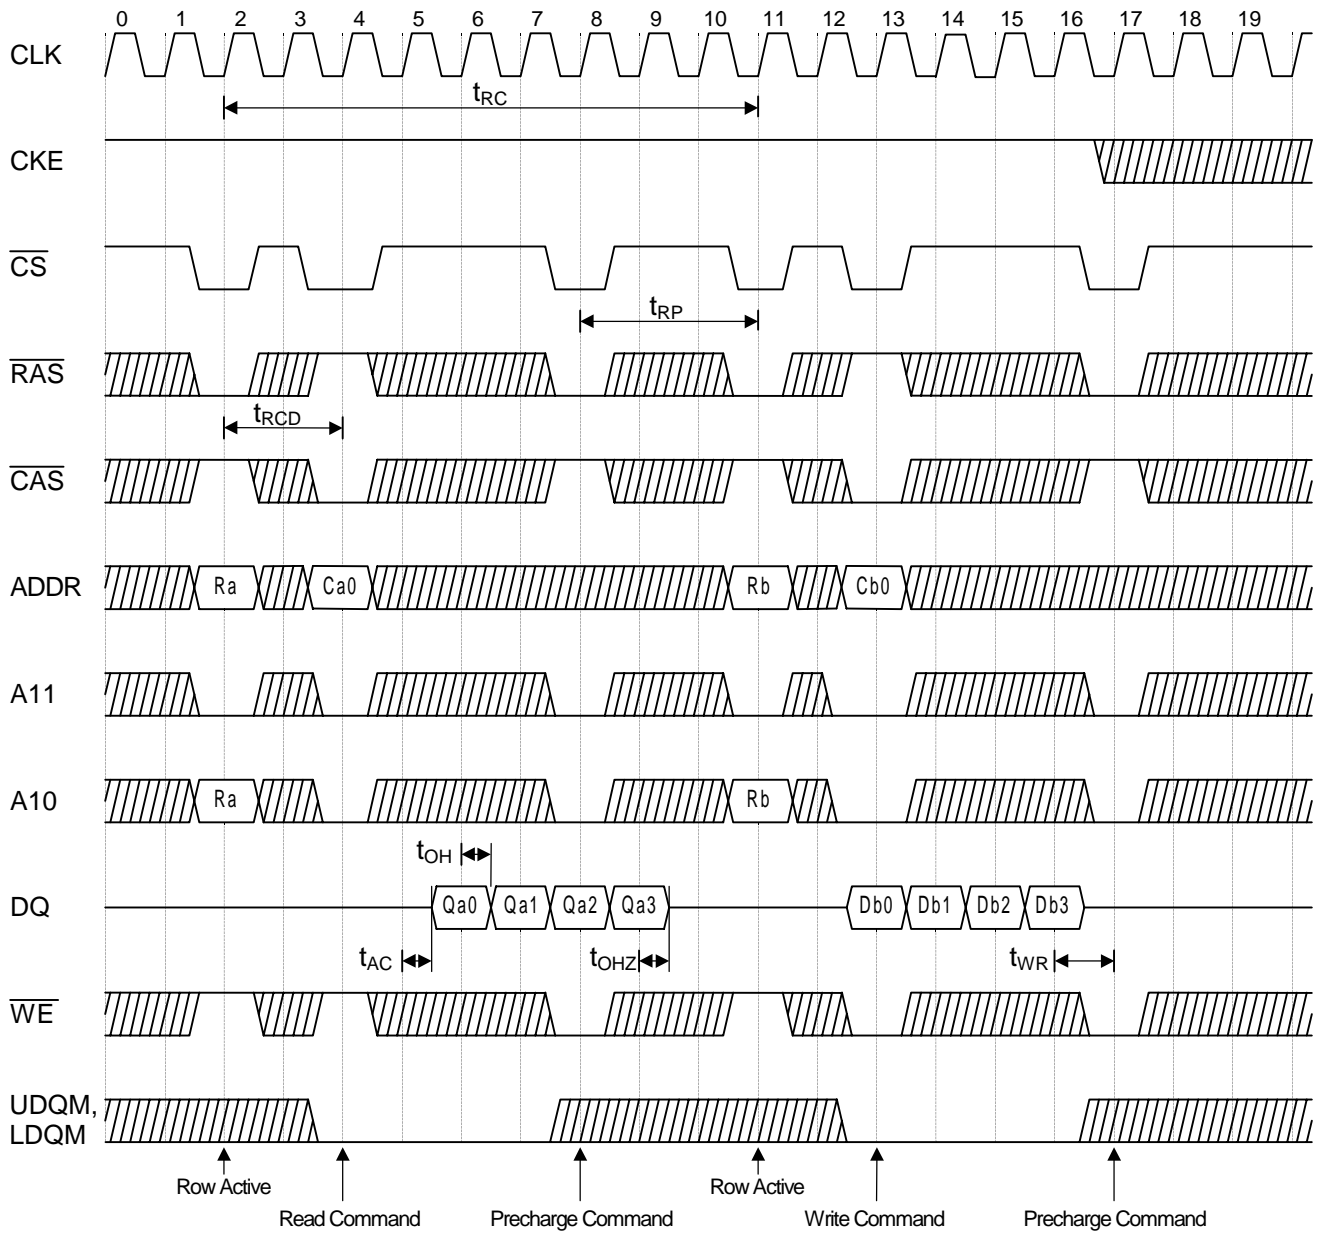 0 1 2 3 4 5 6 7 8 9 10 11 12 13 14 15 16 17 18 19
CLK
tRC
CKE
CS
tRP
RAS
tRCD
CAS
ADDR Ra Ca0 Rb Cb0
A11
A10 Ra Rb
tOH
DQ Qa0 Qa1 Qa2 Qa3 Db0 Db1 Db2 Db3
tAC tOHZ tWR
WE
UDQM,
LDQM
Row Active Row Active
Read Command Precharge Command Write Command Precharge Command